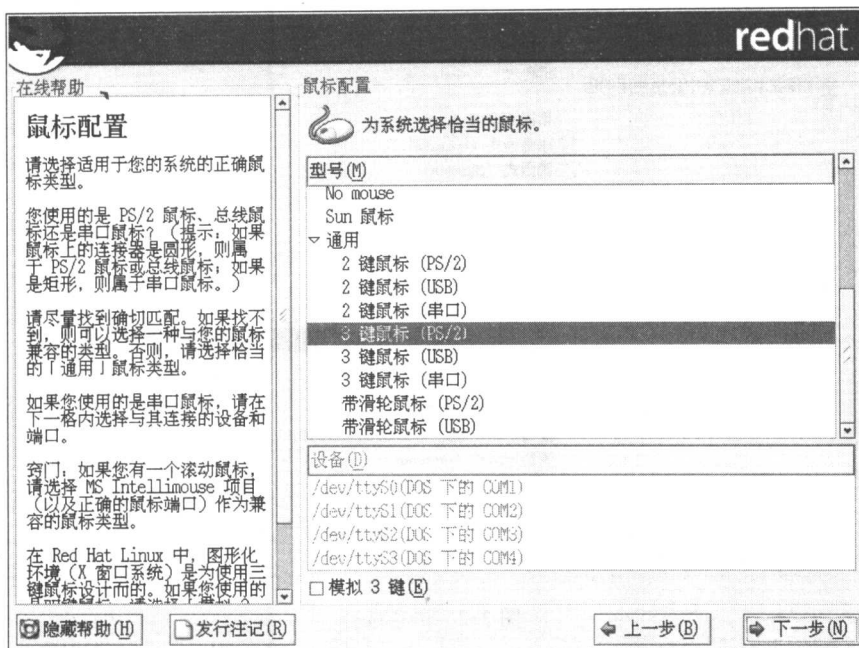 redhat.
在线帮助
鼠标配置
请选择适用于您的系统的正确鼠
标类型。
您使用的是 PS/2 鼠标、总线鼠
标还是串口鼠标？（提示：如果
鼠标上的连接器是圆形，则属
于 PS/2 鼠标或总线鼠标；如果
是矩形，则属于串口鼠标。）
请尽量找到确切匹配。如果找不
到，则可以选择一种与您的鼠标
兼容的类型。否则，请选择恰当
的「通用」鼠标类型。
如果您使用的是串口鼠标，请在
下一格内选择与其连接的设备和
端口。
窍门：如果您有一个滚动鼠标，
请选择 MS Intellimouse 项目
（以及正确的鼠标端口）作为兼
容的鼠标类型。
在 Red Hat Linux 中，图形化
环境（X 窗口系统）是为使用三
键鼠标设计而的。如果您使用的
鼠标配置
为系统选择恰当的鼠标。
型号(M)
No mouse
Sun 鼠标
通用
2 键鼠标 (PS/2)
2 键鼠标 (USB)
2 键鼠标 (串口)
3 键鼠标 (PS/2)
3 键鼠标 (USB)
3 键鼠标 (串口)
带滑轮鼠标 (PS/2)
带滑轮鼠标 (USB)
设备(D)
/dev/ttyS0(DOS 下的 COM1)
/dev/ttyS1(DOS 下的 COM2)
/dev/ttyS2(DOS 下的 COM3)
/dev/ttyS3(DOS 下的 COM4)
模拟 3 键(E)
隐藏帮助(H)
发行注记(R)
上一步(B)
下一步(N)